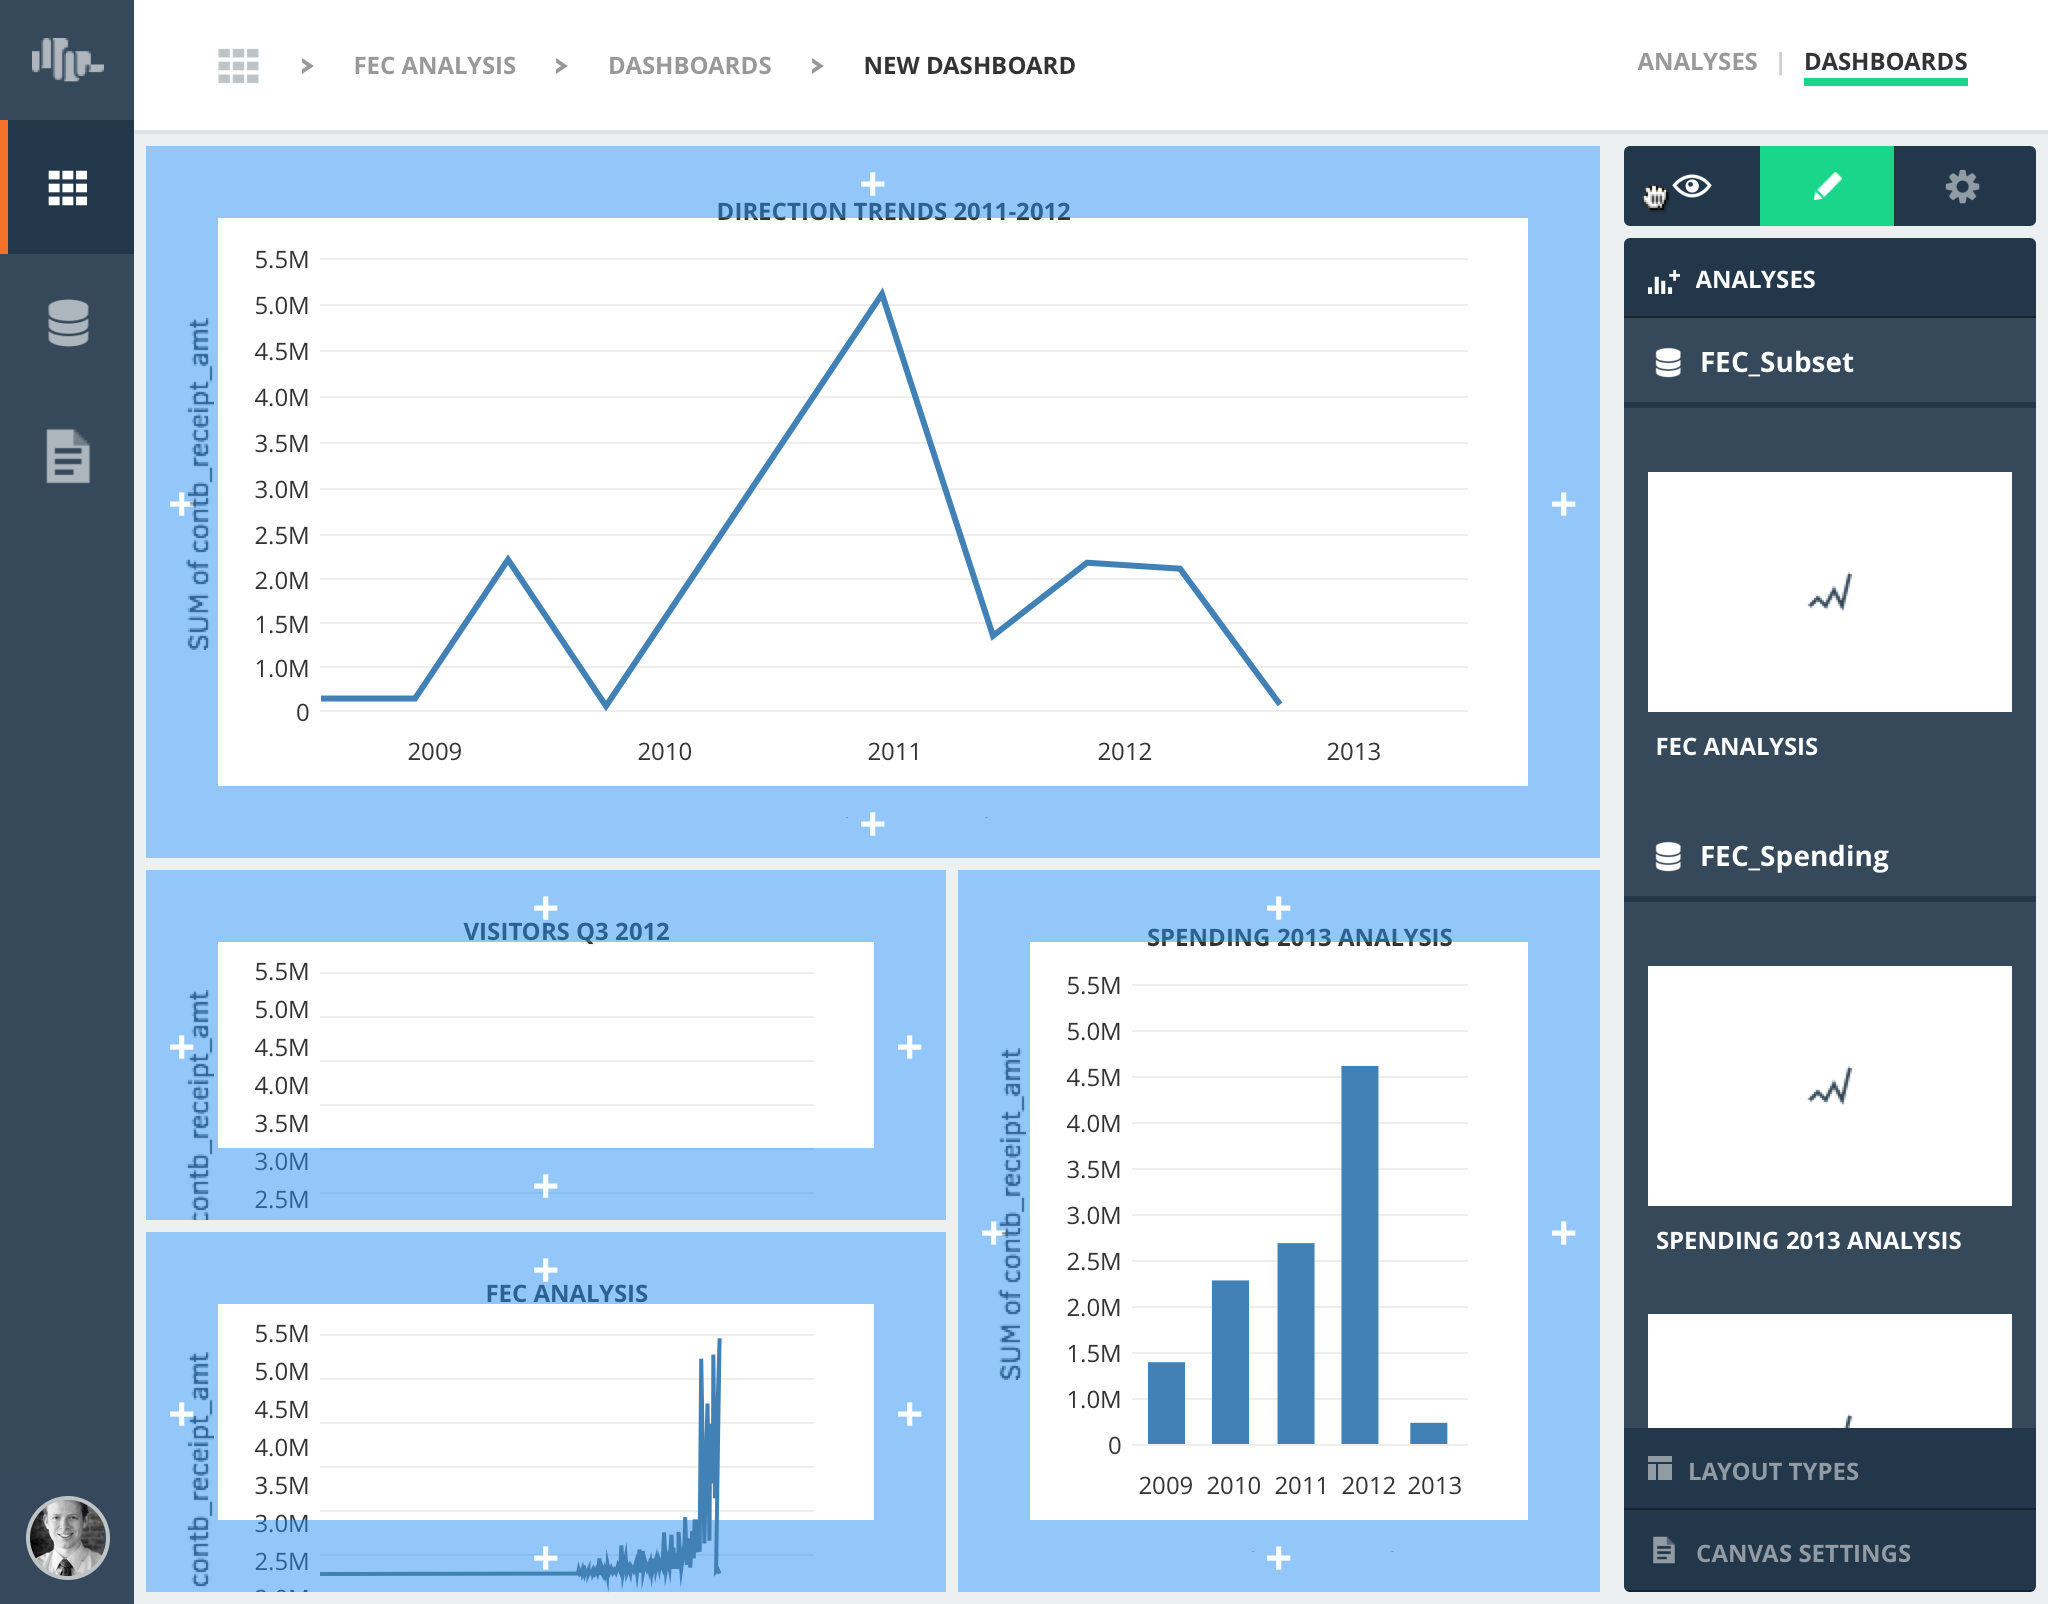 > FEC ANALYSIS > DASHBOARDS > NEW DASHBOARD
ANALYSES | DASHBOARDS
DIRECTION TRENDS 2011-2012
SUM of contb_receipt_amt
5.5M
5.0M
4.5M
4.0M
3.5M
3.0M
2.5M
2.0M
1.5M
1.0M
0
2009 2010 2011 2012 2013
VISITORS Q3 2012
contb_receipt_amt
5.5M
5.0M
4.5M
4.0M
3.5M
3.0M
2.5M
FEC ANALYSIS
contb_receipt_amt
5.5M
5.0M
4.5M
4.0M
3.5M
3.0M
2.5M
SPENDING 2013 ANALYSIS
SUM of contb_receipt_amt
5.5M
5.0M
4.5M
4.0M
3.5M
3.0M
2.5M
2.0M
1.5M
1.0M
0
2009 2010 2011 2012 2013
ANALYSES
FEC_Subset
FEC ANALYSIS
FEC_Spending
SPENDING 2013 ANALYSIS
LAYOUT TYPES
CANVAS SETTINGS